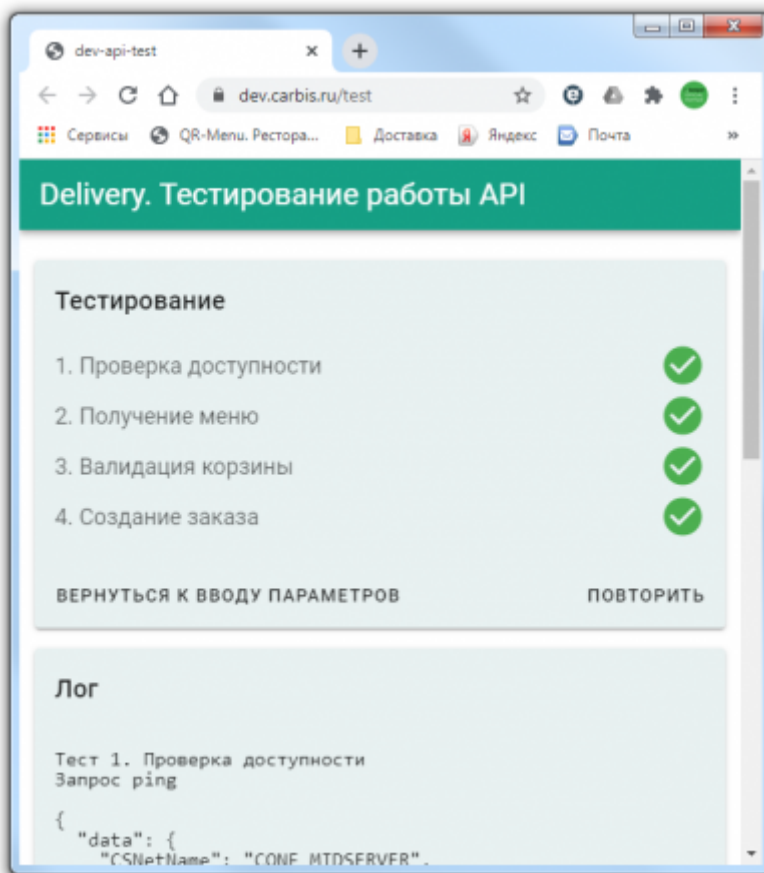 dev-api-test
dev.carbis.ru/test
Сервисы QR-Menu. Рестора... Доставка Яндекс Почта »
Delivery. Тестирование работы API
Тестирование
1. Проверка доступности
2. Получение меню
3. Валидация корзины
4. Создание заказа
ВЕРНУТЬСЯ К ВВОДУ ПАРАМЕТРОВ ПОВТОРИТЬ
Лог
Тест 1. Проверка доступности
Запрос ping
{
"data": {
"CSNetName": "CONF_MIDSERVER",